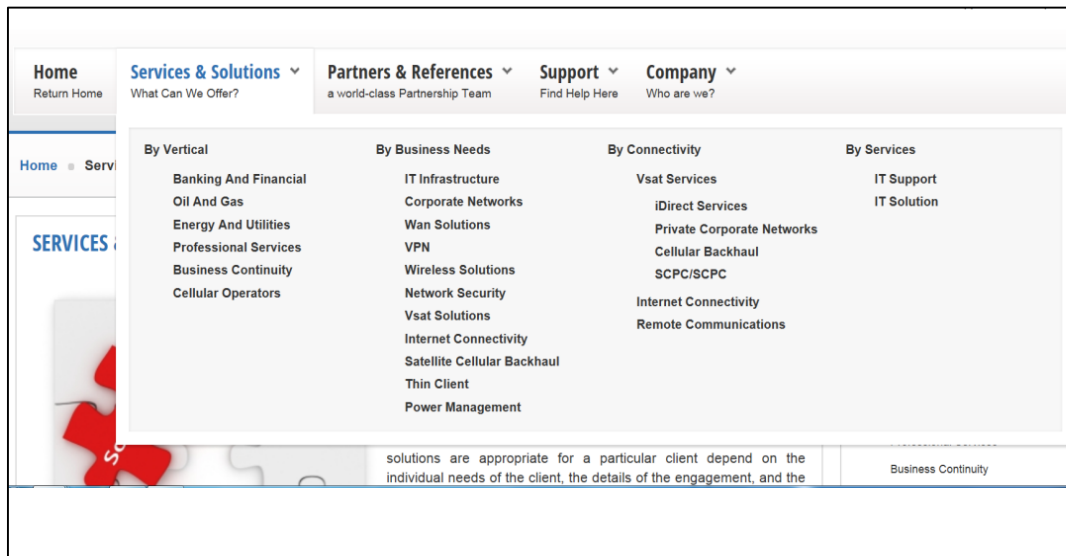 Home
Services & Solutions
Partners & References
Support
Company
Return Home
What Can We Offer?
a world-class Partnership Team
Find Help Here
Who are we?
Home
Servi
SERVICES
By Vertical
Banking And Financial
Oil And Gas
Energy And Utilities
Professional Services
Business Continuity
Cellular Operators
By Business Needs
IT Infrastructure
Corporate Networks
Wan Solutions
VPN
Wireless Solutions
Network Security
Vsat Solutions
Internet Connectivity
Satellite Cellular Backhaul
Thin Client
Power Management
By Connectivity
Vsat Services
iDirect Services
Private Corporate Networks
Cellular Backhaul
SCPC/SCPC
Internet Connectivity
Remote Communications
By Services
IT Support
IT Solution
So
solutions are appropriate for a particular client depend on the
individual needs of the client, the details of the engagement, and the
Professional Services
Business Continuity